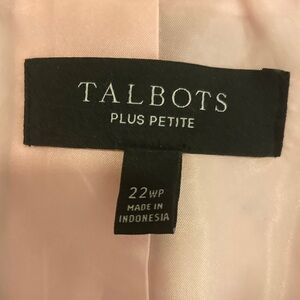 TALBOTS
PLUS PETITE
22WP
MADE IN
INDONESIA